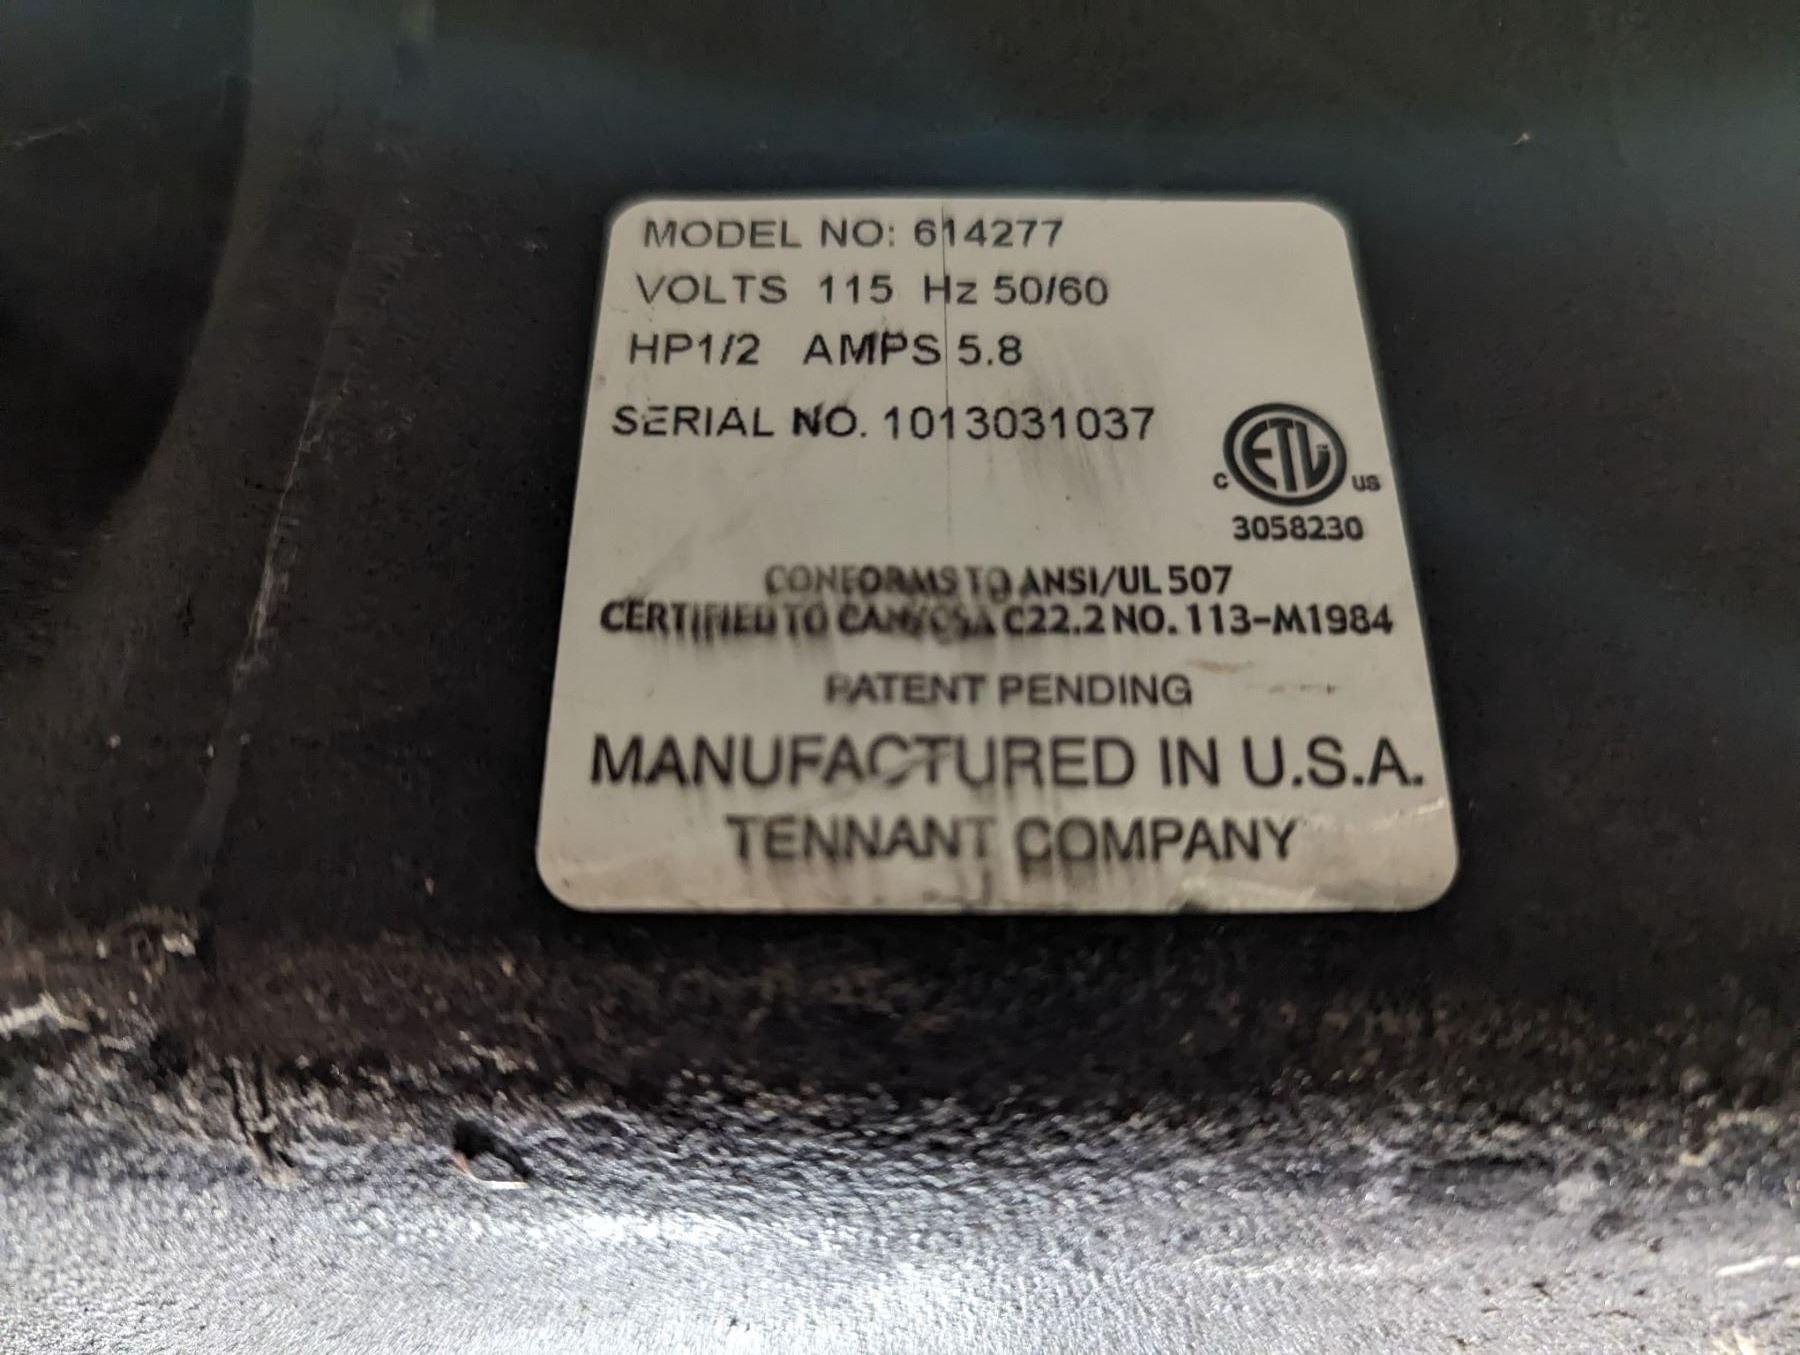 MODEL NO: 614277
VOLTS 115 Hz 50/60
HP1/2 AMPS 5.8
SERIAL NO. 1013031037
C ETL US
3058230
CONFORMS TO ANSI/UL 507
CERTIFIED TO CAN/CSA C22.2 NO. 113-M1984
PATENT PENDING
MANUFACTURED IN U.S.A.
TENNANT COMPANY